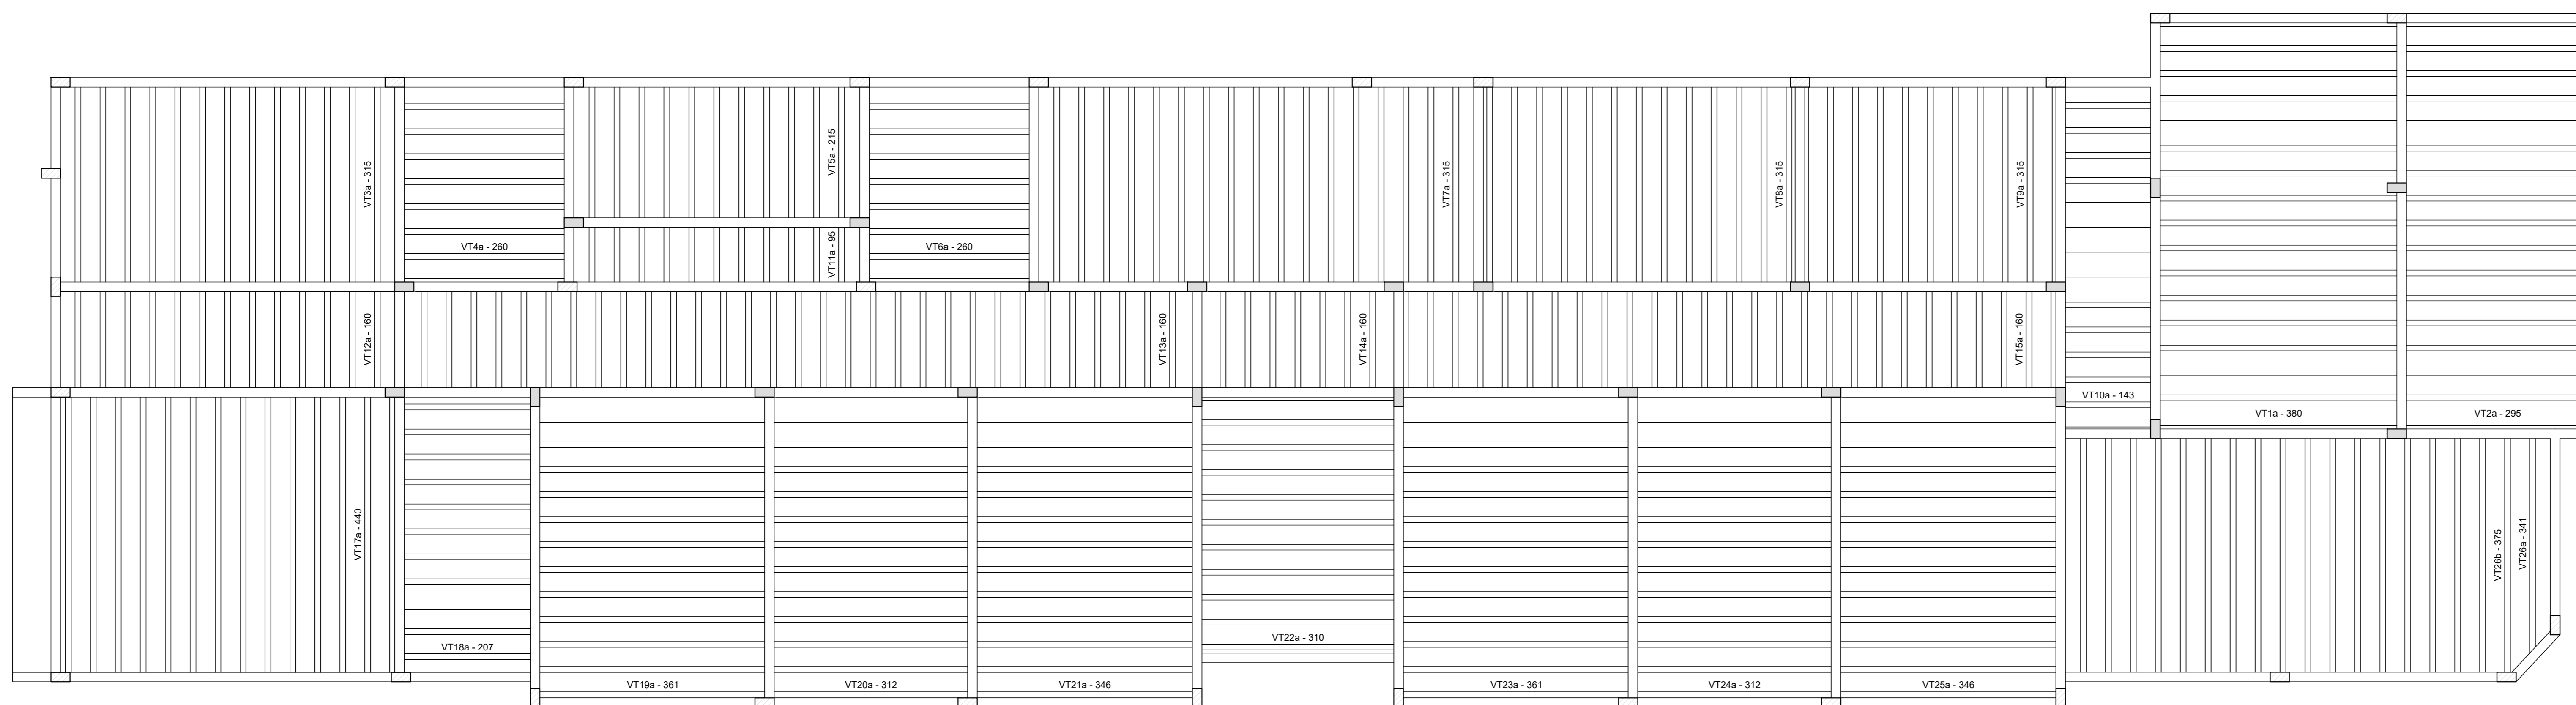 VT3a - 315
VT4a - 260
VT5a - 215
VT11a - 95
VT6a - 260
VT7a - 315
VT8a - 315
VT9a - 315
VT12a - 160
VT13a - 160
VT14a - 160
VT15a - 160
VT10a - 143
VT1a - 380
VT2a - 295
VT17a - 440
VT18a - 207
VT19a - 361
VT20a - 312
VT21a - 346
VT22a - 310
VT23a - 361
VT24a - 312
VT25a - 346
VT26b - 375
VT26a - 341